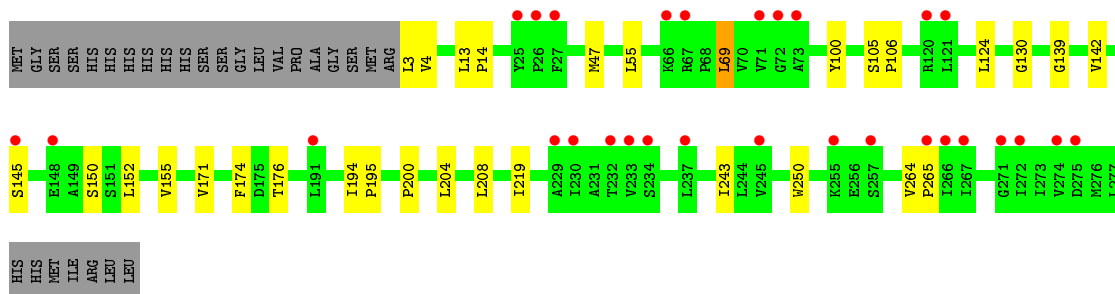 MET GLY SER SER HIS HIS HIS HIS HIS HIS SER SER GLY LEU VAL PRO ALA GLY SER MET ARG L3 V4 L13 P14 Y25 P26 F27 M47 L55 K66 R67 P68 L69 V70 V71 G72 A73 Y100 S105 P106 R120 L121 L124 G130 G139 V142
S145 E148 A149 S150 S151 L152 V155 V171 F174 D175 T176 L191 I194 P195 P200 L204 L208 I219 A229 I230 A231 T232 V233 S234 L237 I243 L244 V245 W250 K255 E256 S257 V264 P265 I266 I267 G271 I272 I273 V274 D275 M276 L277
HIS HIS MET ILE ARG LEU LEU